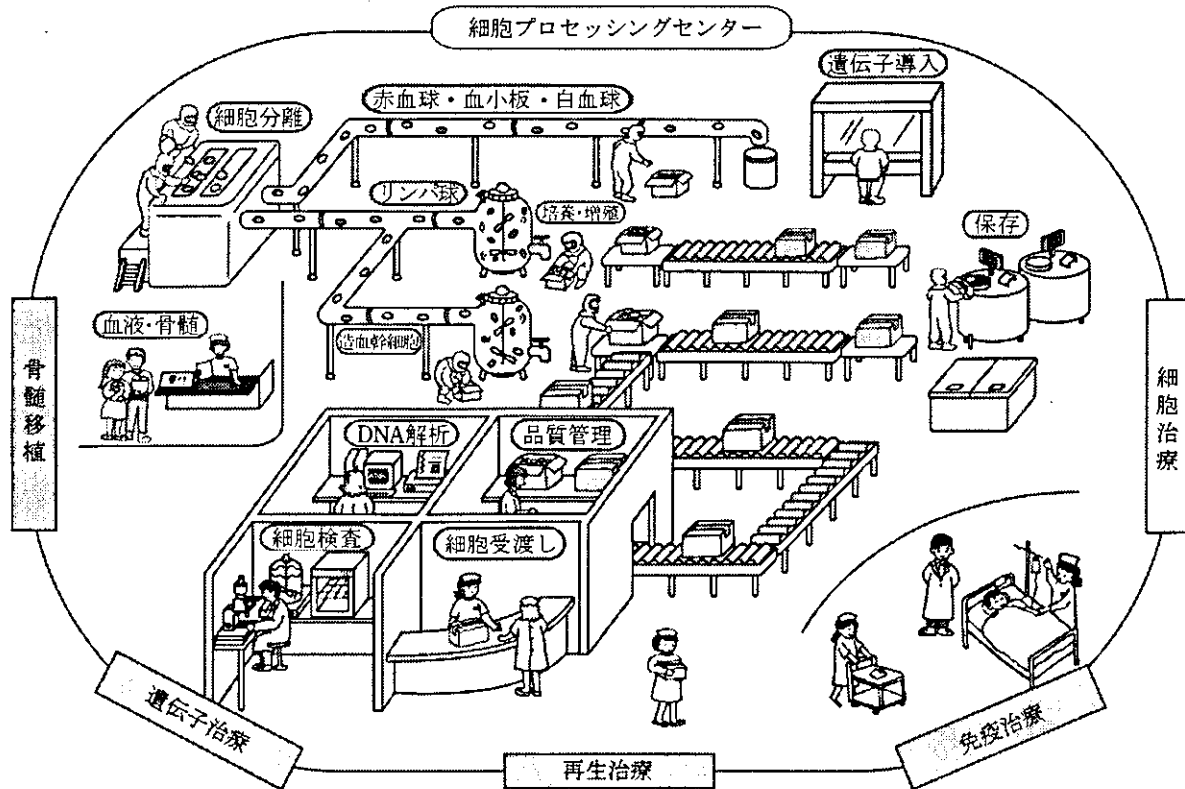 細胞プロセッシングセンター
遺伝子導入
赤血球・血小板・白血球
細胞分離
リンパ球
培養・増殖
保存
血液・骨髄
造血幹細胞
骨髄移植
細胞治療
DNA解析
品質管理
細胞検査
細胞受渡し
遺伝子治療
再生治療
免疫治療